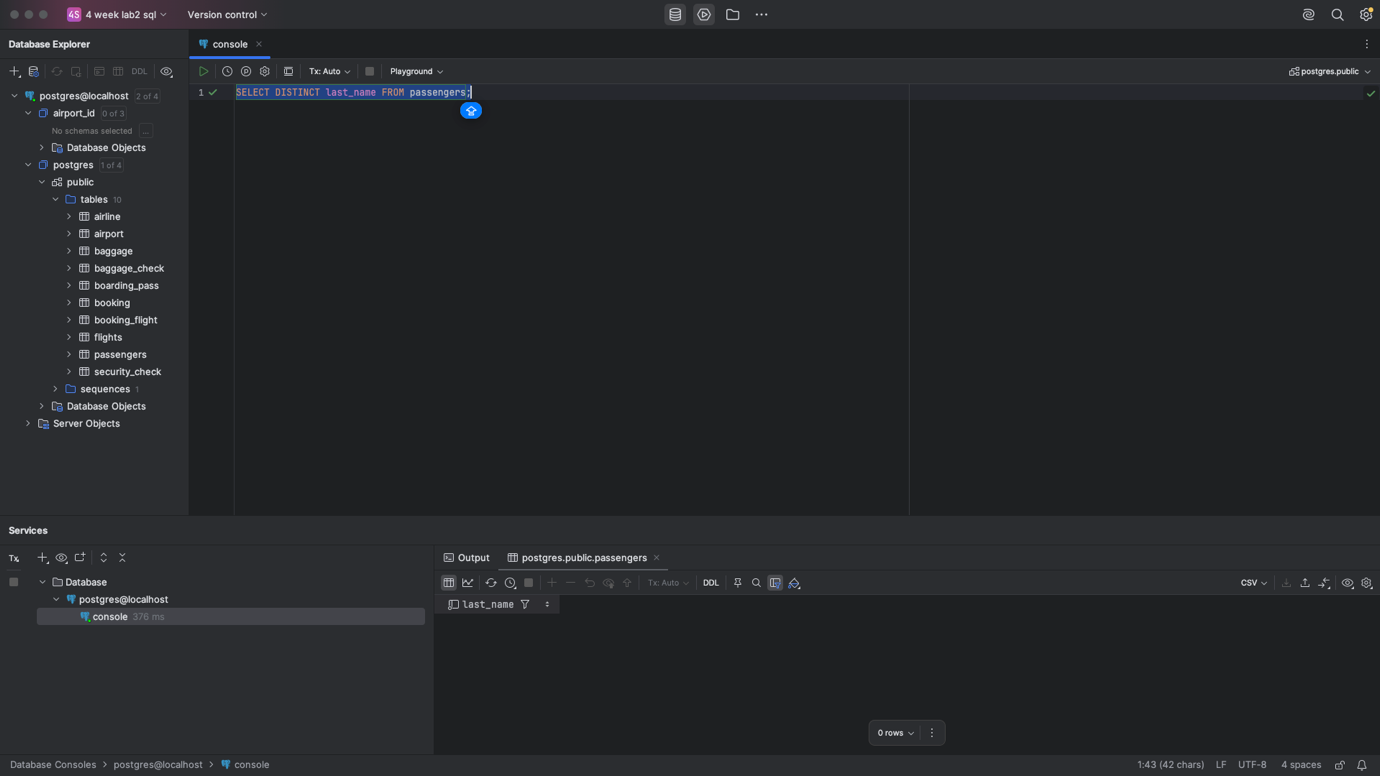 4S 4 week lab2 sql Version control
Database Explorer
console
DDL
Tx: Auto Playground postgres.public
postgres@localhost 2 of 4
airport_id 0 of 3
No schemas selected ...
Database Objects
postgres 1 of 4
public
tables 10
airline
airport
baggage
baggage_check
boarding_pass
booking
booking_flight
flights
passengers
security_check
sequences 1
Database Objects
Server Objects
1 SELECT DISTINCT last_name FROM passengers;
Services
Tx
Database
postgres@localhost
console 376 ms
Output postgres.public.passengers
Tx: Auto DDL CSV
last_name
0 rows
Database Consoles > postgres@localhost > console 1:43 (42 chars) LF UTF-8 4 spaces